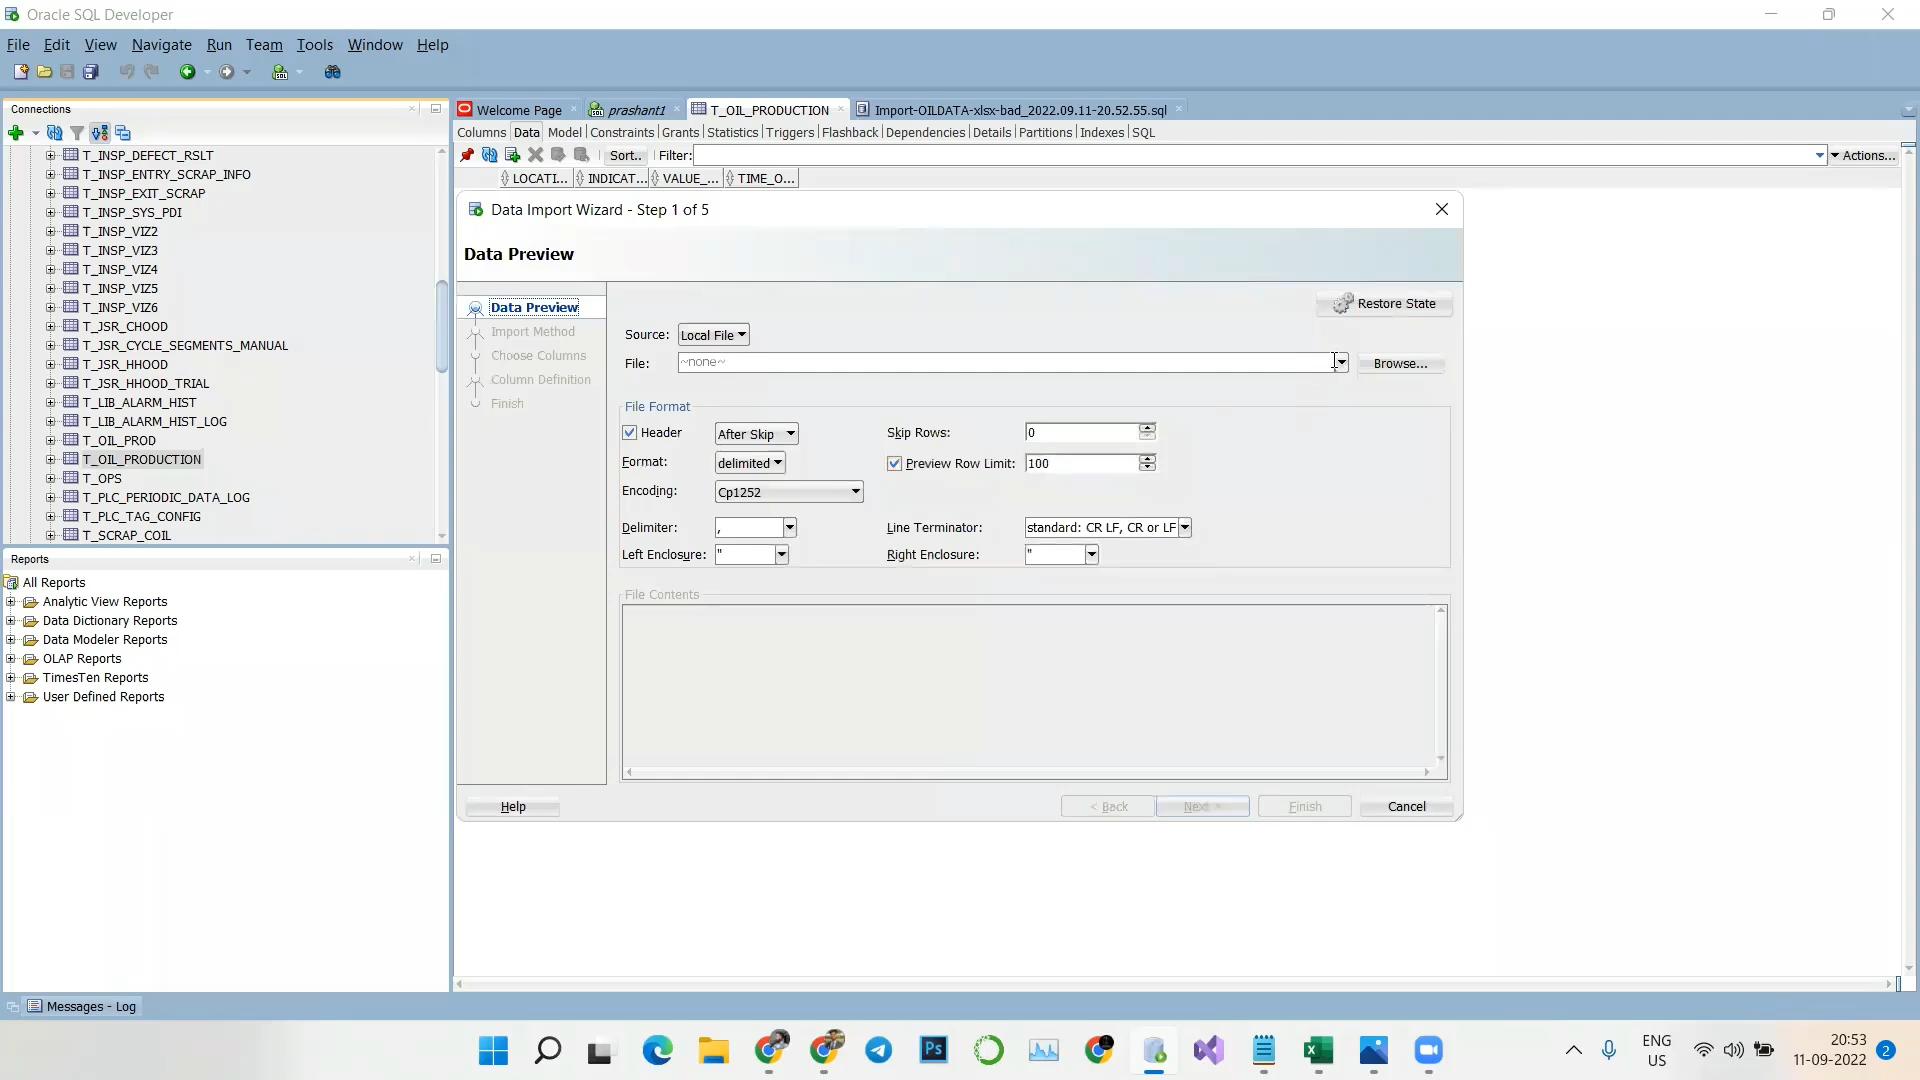 Oracle SQL Developer
File Edit View Navigate Run Team Tools Window Help
Connections
T_INSP_DEFECT_RSLT
T_INSP_ENTRY_SCRAP_INFO
T_INSP_EXIT_SCRAP
T_INSP_SYS_PDI
T_INSP_VIZ2
T_INSP_VIZ3
T_INSP_VIZ4
T_INSP_VIZ5
T_INSP_VIZ6
T_JSR_CHOOD
T_JSR_CYCLE_SEGMENTS_MANUAL
T_JSR_HHOOD
T_JSR_HHOOD_TRIAL
T_LIB_ALARM_HIST
T_LIB_ALARM_HIST_LOG
T_OIL_PROD
T_OIL_PRODUCTION
T_OPS
T_PLC_PERIODIC_DATA_LOG
T_PLC_TAG_CONFIG
T_SCRAP_COIL
Reports
All Reports
Analytic View Reports
Data Dictionary Reports
Data Modeler Reports
OLAP Reports
TimesTen Reports
User Defined Reports
Messages - Log
Welcome Page prashant1 T_OIL_PRODUCTION Import-OILDATA-xlsx-bad_2022.09.11-20.52.55.sql
Columns Data Model Constraints Grants Statistics Triggers Flashback Dependencies Details Partitions Indexes SQL
Sort.. Filter: Actions...
LOCATI... INDICAT... VALUE_... TIME_O...
Data Import Wizard - Step 1 of 5
Data Preview
Data Preview
Import Method
Choose Columns
Column Definition
Finish
Restore State
Source: Local File
File: ~none~ Browse...
File Format
Header After Skip Skip Rows: 0
Format: delimited Preview Row Limit: 100
Encoding: Cp1252
Delimiter: , Line Terminator: standard: CR LF, CR or LF
Left Enclosure: " Right Enclosure: "
File Contents
Help < Back Next > Finish Cancel
Ps
ENG
US
20:53
11-09-2022
2